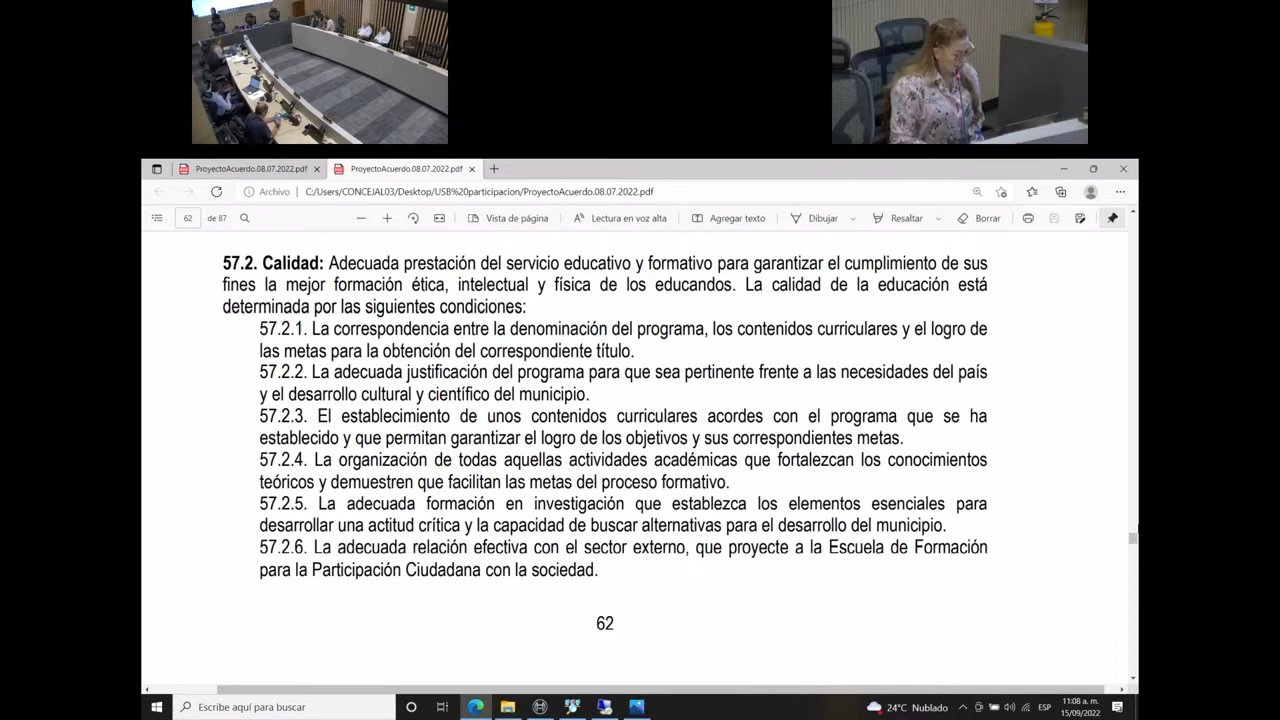 ProyectoAcuerdo.08.07.2022.pdf
ProyectoAcuerdo.08.07.2022.pdf
Archivo C:/Users/CONCEJAL03/Desktop/USB%20participacion/ProyectoAcuerdo.08.07.2022.pdf
62 de 87 Vista de página Lectura en voz alta Agregar texto Dibujar Resaltar Borrar
57.2. Calidad: Adecuada prestación del servicio educativo y formativo para garantizar el cumplimiento de sus
fines la mejor formación ética, intelectual y física de los educandos. La calidad de la educación está
determinada por las siguientes condiciones:
57.2.1. La correspondencia entre la denominación del programa, los contenidos curriculares y el logro de
las metas para la obtención del correspondiente título.
57.2.2. La adecuada justificación del programa para que sea pertinente frente a las necesidades del país
y el desarrollo cultural y científico del municipio.
57.2.3. El establecimiento de unos contenidos curriculares acordes con el programa que se ha
establecido y que permitan garantizar el logro de los objetivos y sus correspondientes metas.
57.2.4. La organización de todas aquellas actividades académicas que fortalezcan los conocimientos
teóricos y demuestren que facilitan las metas del proceso formativo.
57.2.5. La adecuada formación en investigación que establezca los elementos esenciales para
desarrollar una actitud crítica y la capacidad de buscar alternativas para el desarrollo del municipio.
57.2.6. La adecuada relación efectiva con el sector externo, que proyecte a la Escuela de Formación
para la Participación Ciudadana con la sociedad.
62
Escribe aquí para buscar
24°C Nublado
ESP
11:08 a. m.
15/09/2022